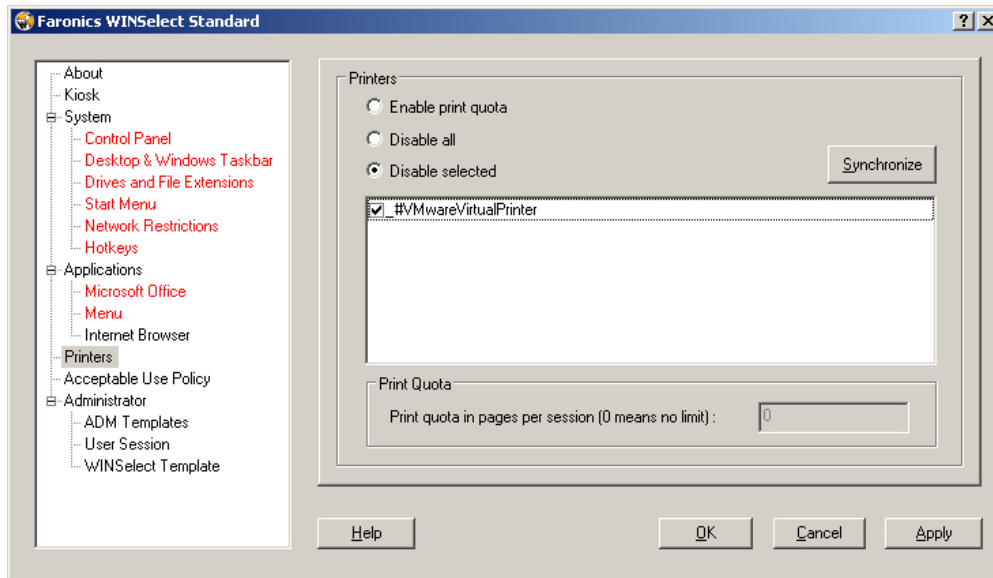 Faronics WINSelect Standard
About
Kiosk
System
Control Panel
Desktop & Windows Taskbar
Drives and File Extensions
Start Menu
Network Restrictions
Hotkeys
Applications
Microsoft Office
Menu
Internet Browser
Printers
Acceptable Use Policy
Administrator
ADM Templates
User Session
WINSelect Template
Printers
Enable print quota
Disable all
Disable selected
Synchronize
_#VMwareVirtualPrinter
Print Quota
Print quota in pages per session (0 means no limit) : 0
Help OK Cancel Apply